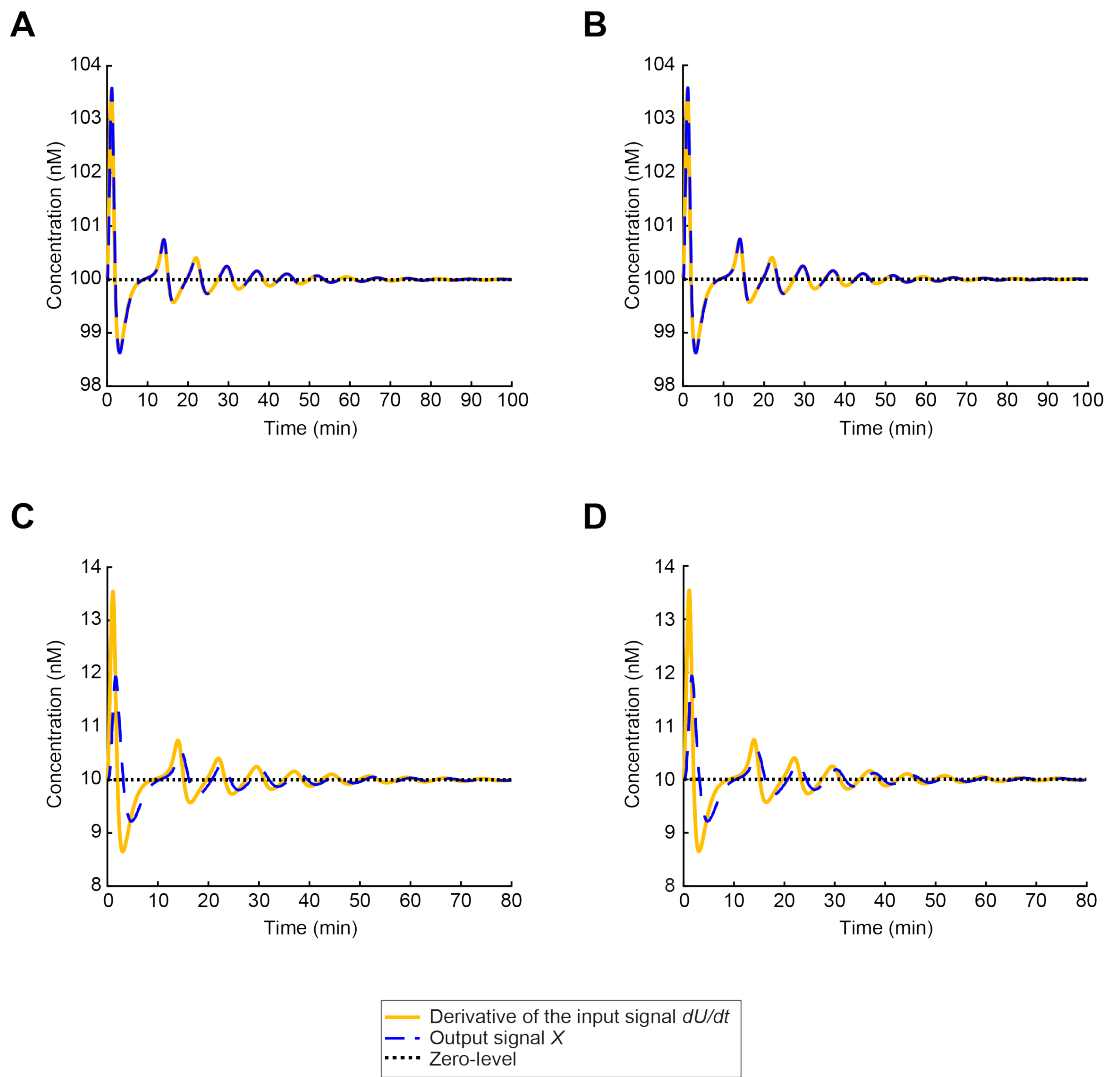 A
B
104
103
102
101
100
99
98
Concentration (nM)
0 10 20 30 40 50 60 70 80 90 100
Time (min)
104
103
102
101
100
99
98
Concentration (nM)
0 10 20 30 40 50 60 70 80 90 100
Time (min)
C
D
14
13
12
11
10
9
8
Concentration (nM)
0 10 20 30 40 50 60 70 80
Time (min)
14
13
12
11
10
9
8
Concentration (nM)
0 10 20 30 40 50 60 70 80
Time (min)
Derivative of the input signal dU/dt
Output signal X
Zero-level